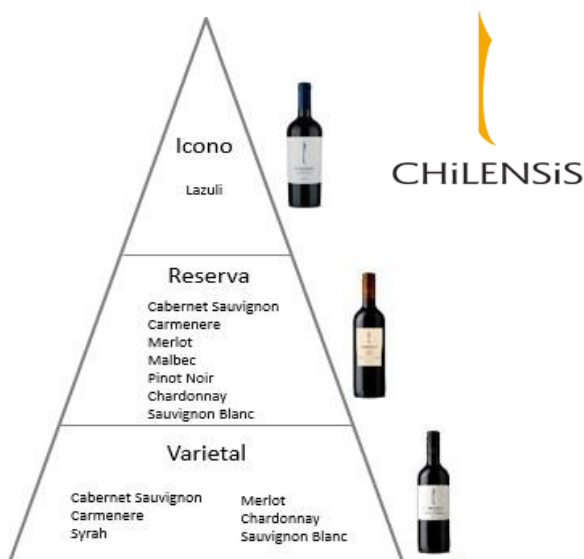 CHiLENSiS
Icono
Lazuli
Reserva
Cabernet Sauvignon
Carmenere
Merlot
Malbec
Pinot Noir
Chardonnay
Sauvignon Blanc
Varietal
Cabernet Sauvignon
Carmenere
Syrah
Merlot
Chardonnay
Sauvignon Blanc